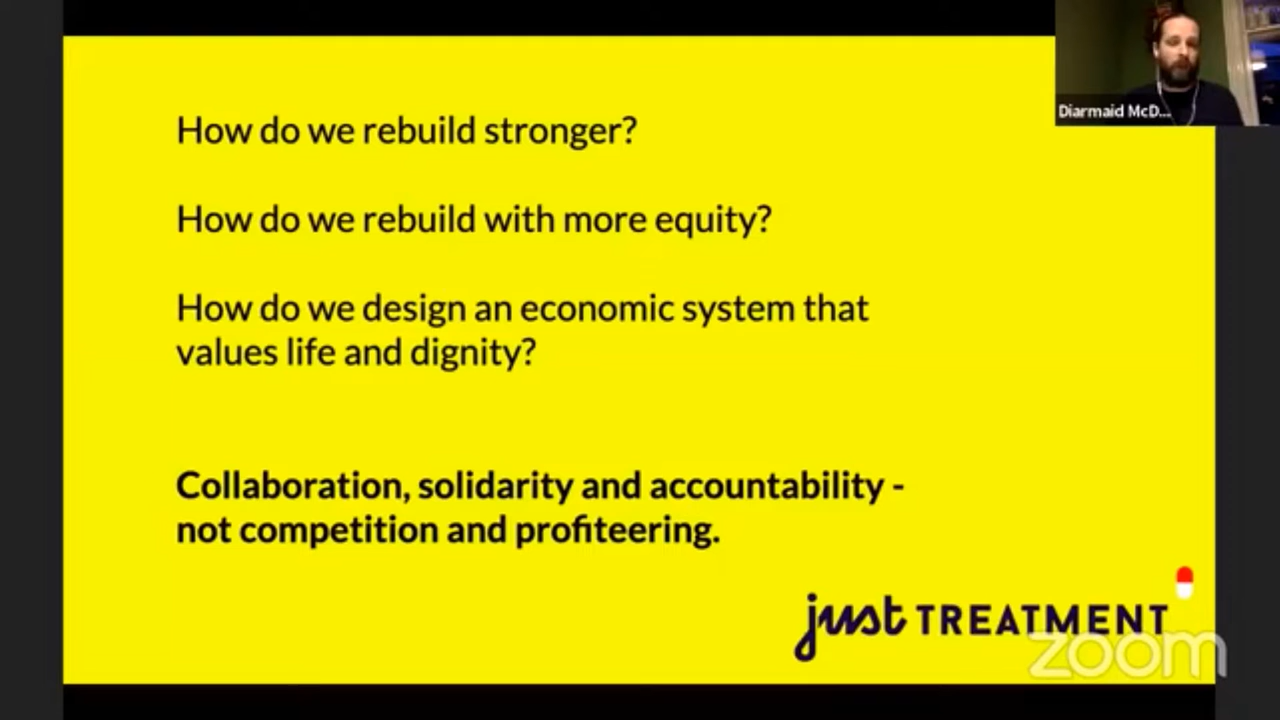 How do we rebuild stronger?
How do we rebuild with more equity?
How do we design an economic system that
values life and dignity?
Collaboration, solidarity and accountability -
not competition and profiteering.
just TREATMENT
zoom
Diarmaid McD...